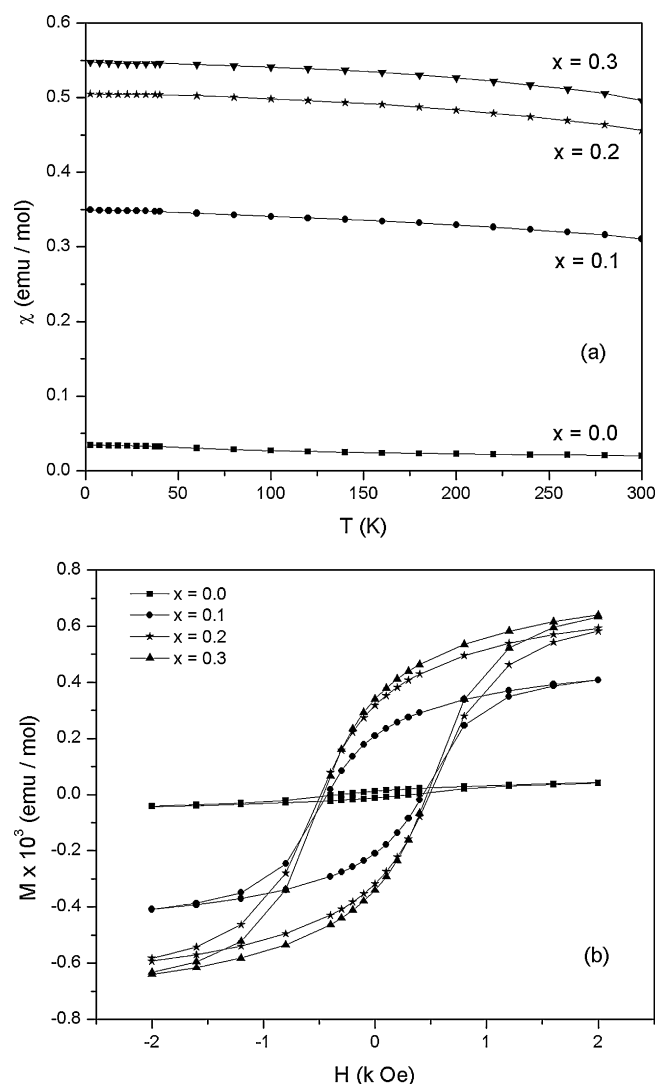 0.6
0.5
0.4
0.3
0.2
0.1
0.0
χ (emu / mol)
x = 0.3
x = 0.2
x = 0.1
(a)
x = 0.0
0 50 100 150 200 250 300
T (K)
0.8
0.6
0.4
0.2
0.0
-0.2
-0.4
-0.6
-0.8
M x 10³ (emu / mol)
x = 0.0
x = 0.1
x = 0.2
x = 0.3
(b)
-2 -1 0 1 2
H (k Oe)